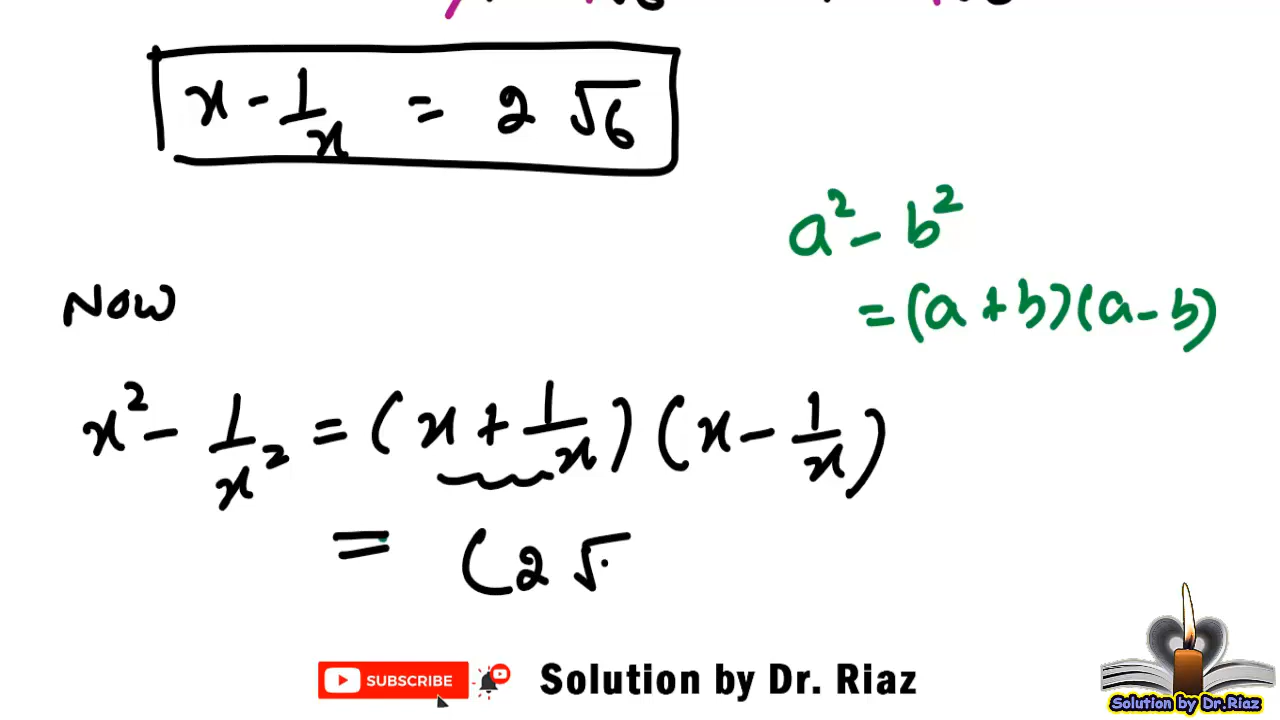 x - 1/x = 2 √6
a² - b²
= (a + b)(a - b)
Now
x² - 1/x² = (x + 1/x) (x - 1/x)
= (2 √
SUBSCRIBE
Solution by Dr. Riaz
Solution by Dr.Riaz